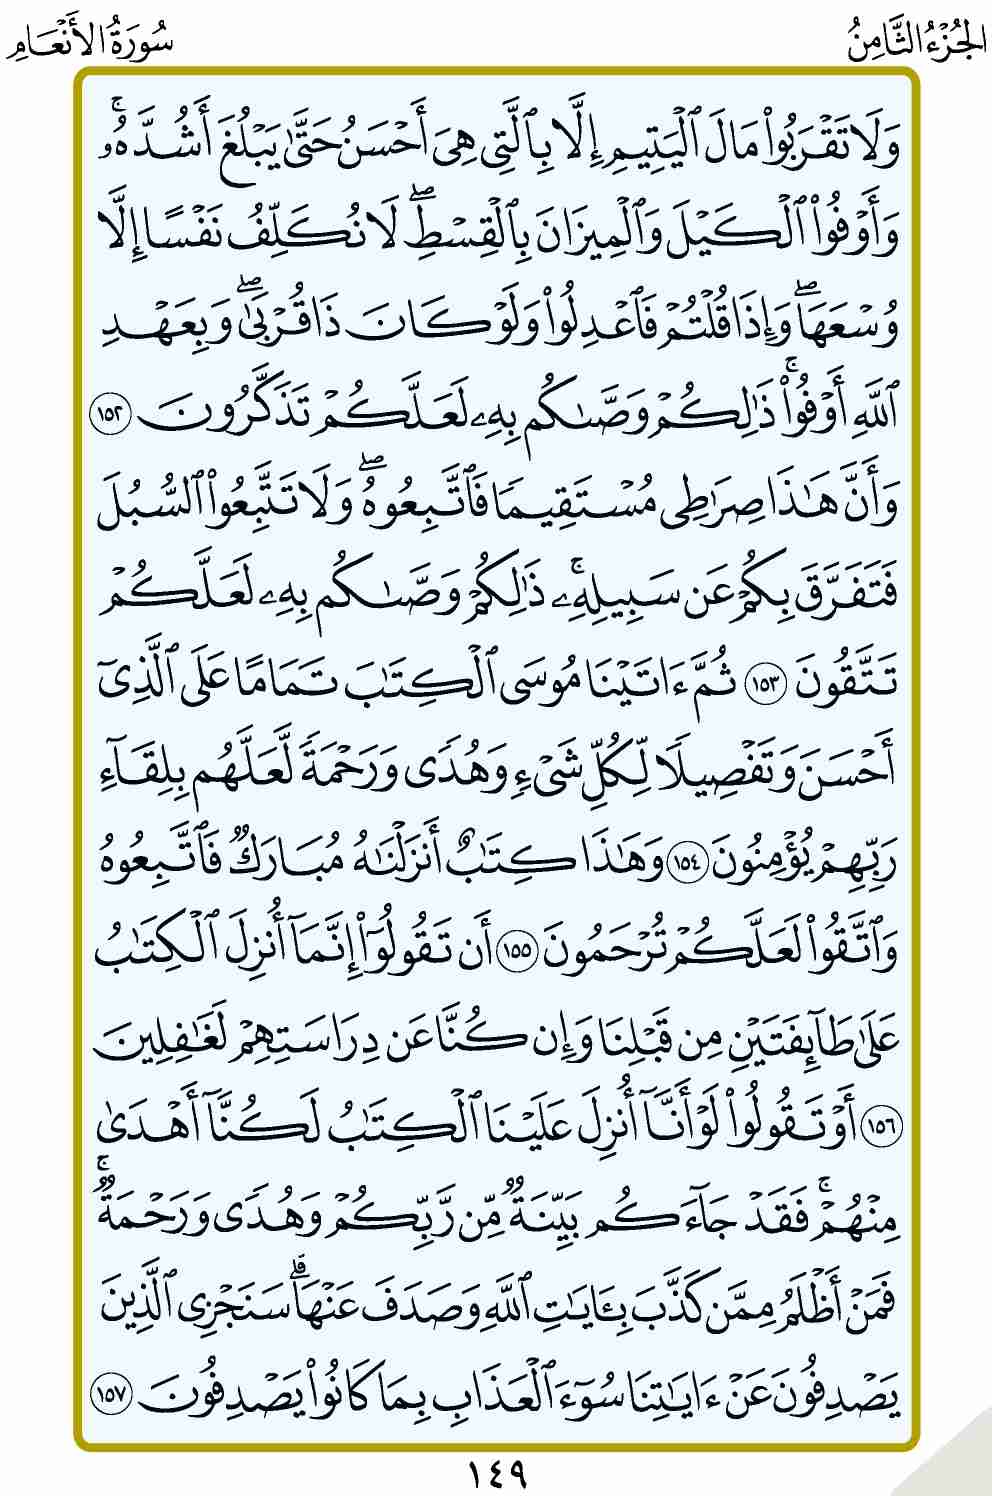 الجُزْءُ الثَّامِنُ
سُورَةُ الأَنْعَامِ
وَلَا تَقْرَبُواْ مَالَ ٱلْيَتِيمِ إِلَّا بِٱلَّتِى هِىَ أَحْسَنُ حَتَّىٰ يَبْلُغَ أَشُدَّهُۥۚ
وَأَوْفُواْ ٱلْكَيْلَ وَٱلْمِيزَانَ بِٱلْقِسْطِۖ لَا نُكَلِّفُ نَفْسًا إِلَّا
وُسْعَهَاۖ وَإِذَا قُلْتُمْ فَٱعْدِلُواْ وَلَوْ كَانَ ذَا قُرْبَىٰۖ وَبِعَهْدِ
ٱللَّهِ أَوْفُواْۚ ذَٰلِكُمْ وَصَّىٰكُم بِهِۦ لَعَلَّكُمْ تَذَكَّرُونَ ١٥٢
وَأَنَّ هَٰذَا صِرَٰطِى مُسْتَقِيمًا فَٱتَّبِعُوهُۖ وَلَا تَتَّبِعُواْ ٱلسُّبُلَ
فَتَفَرَّقَ بِكُمْ عَن سَبِيلِهِۦۚ ذَٰلِكُمْ وَصَّىٰكُم بِهِۦ لَعَلَّكُمْ
تَتَّقُونَ ١٥٣ ثُمَّ ءَاتَيْنَا مُوسَى ٱلْكِتَٰبَ تَمَامًا عَلَى ٱلَّذِىٓ
أَحْسَنَ وَتَفْصِيلًا لِّكُلِّ شَىْءٍ وَهُدًى وَرَحْمَةً لَّعَلَّهُم بِلِقَآءِ
رَبِّهِمْ يُؤْمِنُونَ ١٥٤ وَهَٰذَا كِتَٰبٌ أَنزَلْنَٰهُ مُبَارَكٌ فَٱتَّبِعُوهُ
وَٱتَّقُواْ لَعَلَّكُمْ تُرْحَمُونَ ١٥٥ أَن تَقُولُوٓاْ إِنَّمَآ أُنزِلَ ٱلْكِتَٰبُ
عَلَىٰ طَآئِفَتَيْنِ مِن قَبْلِنَا وَإِن كُنَّا عَن دِرَاسَتِهِمْ لَغَٰفِلِينَ
١٥٦ أَوْ تَقُولُواْ لَوْ أَنَّآ أُنزِلَ عَلَيْنَا ٱلْكِتَٰبُ لَكُنَّآ أَهْدَىٰ
مِنْهُمْۚ فَقَدْ جَآءَكُم بَيِّنَةٌ مِّن رَّبِّكُمْ وَهُدًى وَرَحْمَةٌۚ
فَمَنْ أَظْلَمُ مِمَّن كَذَّبَ بِـَٔايَٰتِ ٱللَّهِ وَصَدَفَ عَنْهَاۗ سَنَجْزِى ٱلَّذِينَ
يَصْدِفُونَ عَنْ ءَايَٰتِنَا سُوٓءَ ٱلْعَذَابِ بِمَا كَانُواْ يَصْدِفُونَ ١٥٧
١٤٩